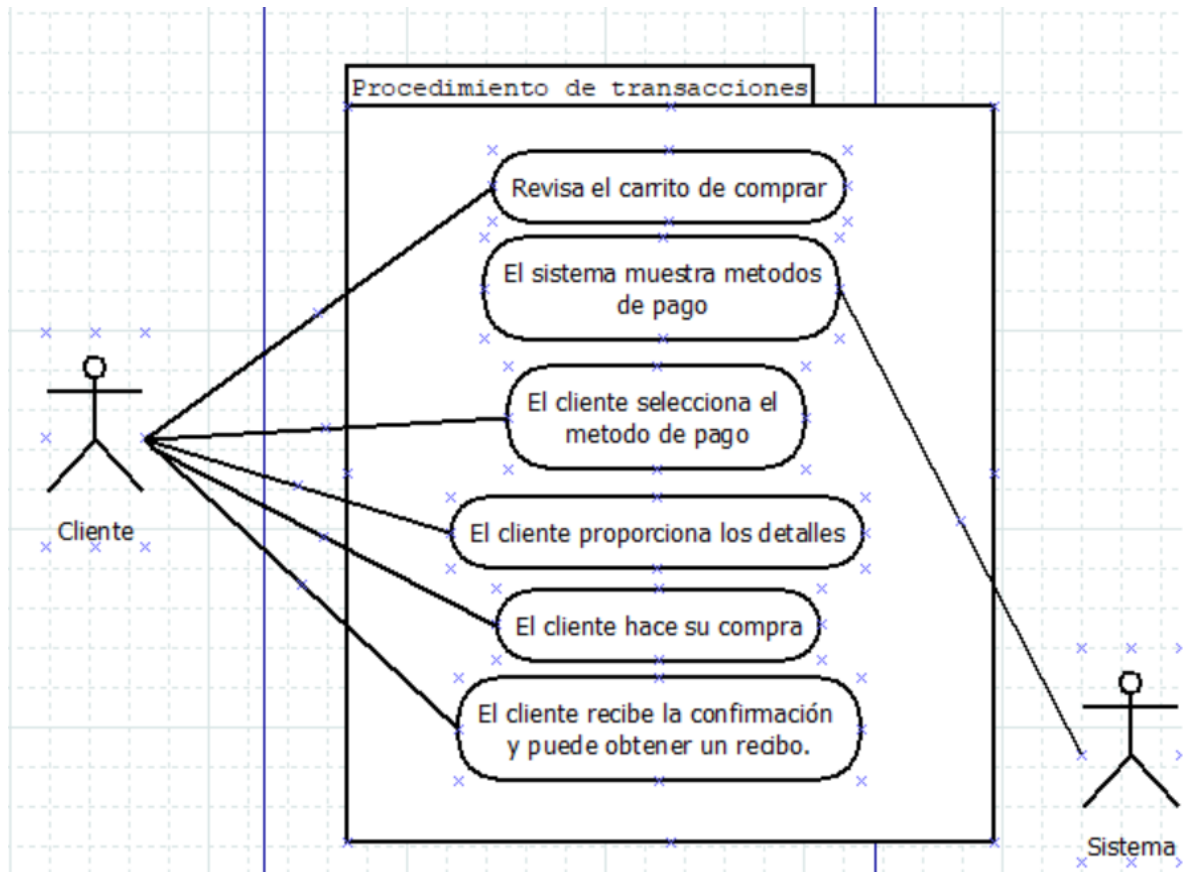 Procedimiento de transacciones
Revisa el carrito de comprar
El sistema muestra metodos
de pago
El cliente selecciona el
metodo de pago
El cliente proporciona los detalles
Cliente
El cliente hace su compra
El cliente recibe la confirmación
y puede obtener un recibo.
Sistema